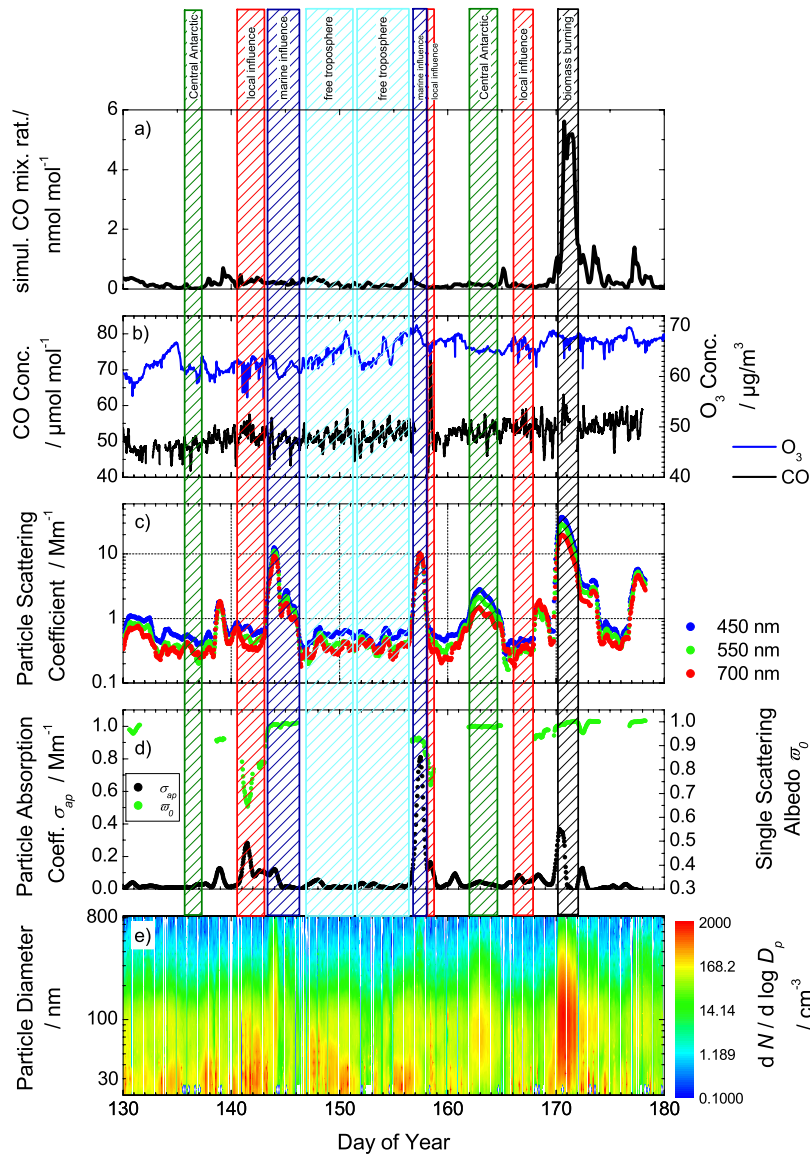 Central Antarctic
local influence
marine influence
free troposphere
free troposphere
marine influence
local influence
Central Antarctic
local influence
biomass burning
a)
simul. CO mix. rat./
nmol mol⁻¹
6
4
2
0
b)
CO Conc.
/ µmol mol⁻¹
80
70
60
50
40
O₃ Conc.
/ µg/m³
70
60
50
40
O₃
CO
c)
Particle Scattering
Coefficient / Mm⁻¹
10
1
0.1
450 nm
550 nm
700 nm
d)
Particle Absorption
Coeff. σap / Mm⁻¹
1.0
0.8
0.6
0.4
0.2
0.0
σap
ϖ₀
Single Scattering
Albedo ϖ₀
1.0
0.9
0.8
0.7
0.6
0.5
0.4
0.3
e)
Particle Diameter
/ nm
800
100
30
2000
168.2
14.14
1.189
0.1000
d N / d log Dp
/ cm⁻³
130 140 150 160 170 180
Day of Year